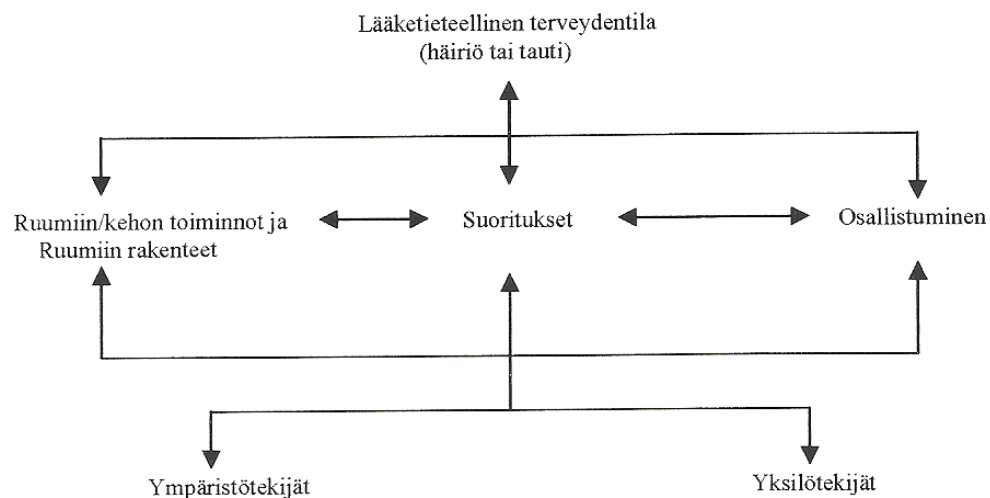 Lääketieteellinen terveydentila
(häiriö tai tauti)
Ruumiin/kehon toiminnot ja
Ruumiin rakenteet
Suoritukset
Osallistuminen
Ympäristötekijät
Yksilötekijät